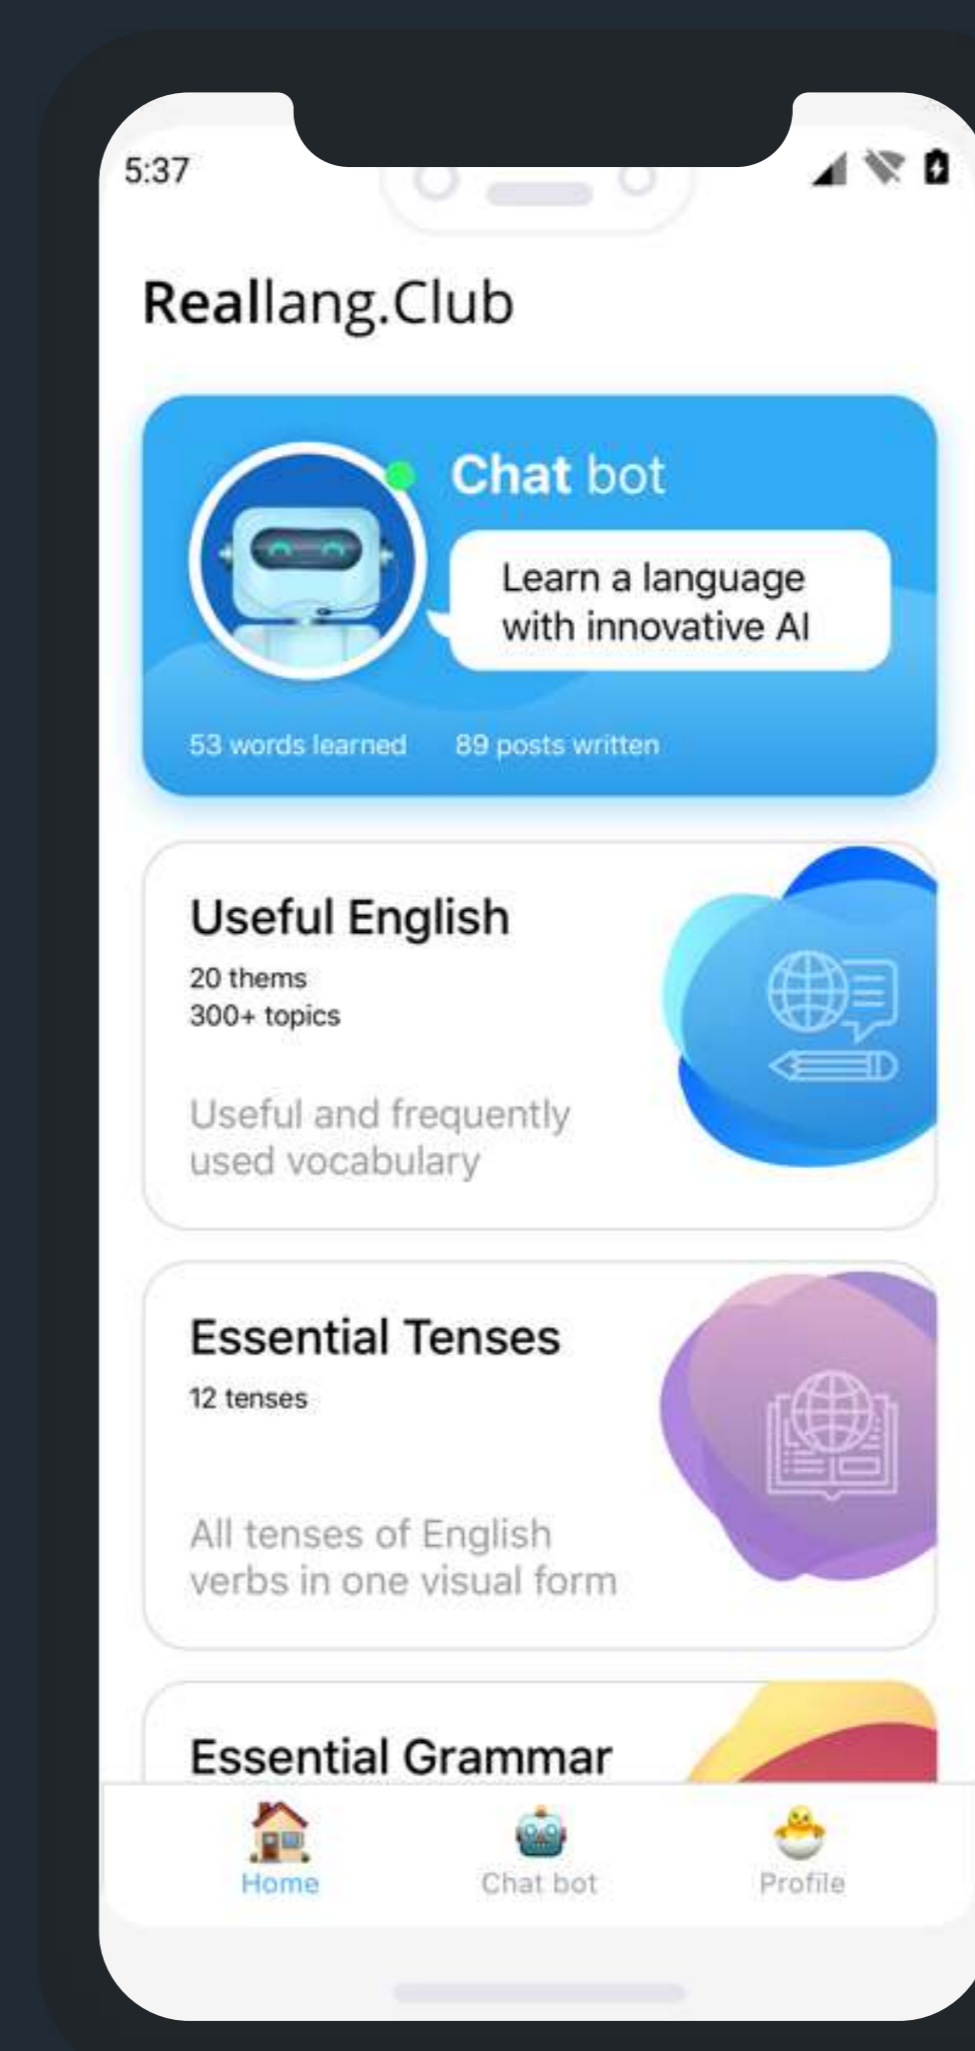 5:37
Reallang.Club
Chat bot
Learn a language
with innovative AI
53 words learned 89 posts written
Useful English
20 thems
300+ topics
Useful and frequently
used vocabulary
Essential Tenses
12 tenses
All tenses of English
verbs in one visual form
Essential Grammar
Home Chat bot Profile